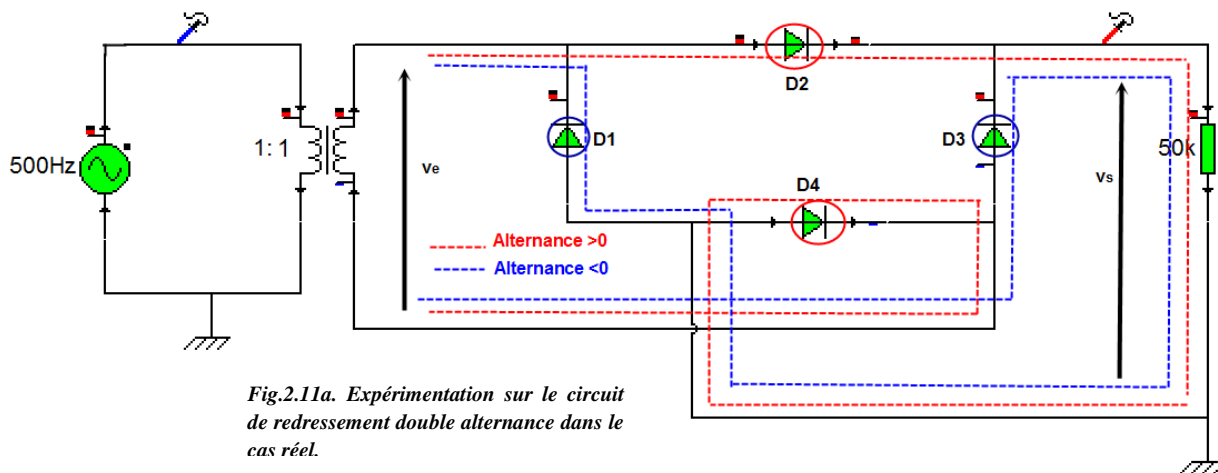 D2
500Hz
1: 1
ve
D1
D3
vs
50k
D4
Alternance >0
Alternance <0
Fig.2.11a. Expérimentation sur le circuit
de redressement double alternance dans le
cas réel.